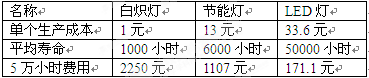 名称 白炽灯 节能灯 LED 灯
单个生产成本 1 元 13 元 33.6 元
平均寿命 1000 小时 6000 小时 50000 小时
5 万小时费用 2250 元 1107 元 171.1 元